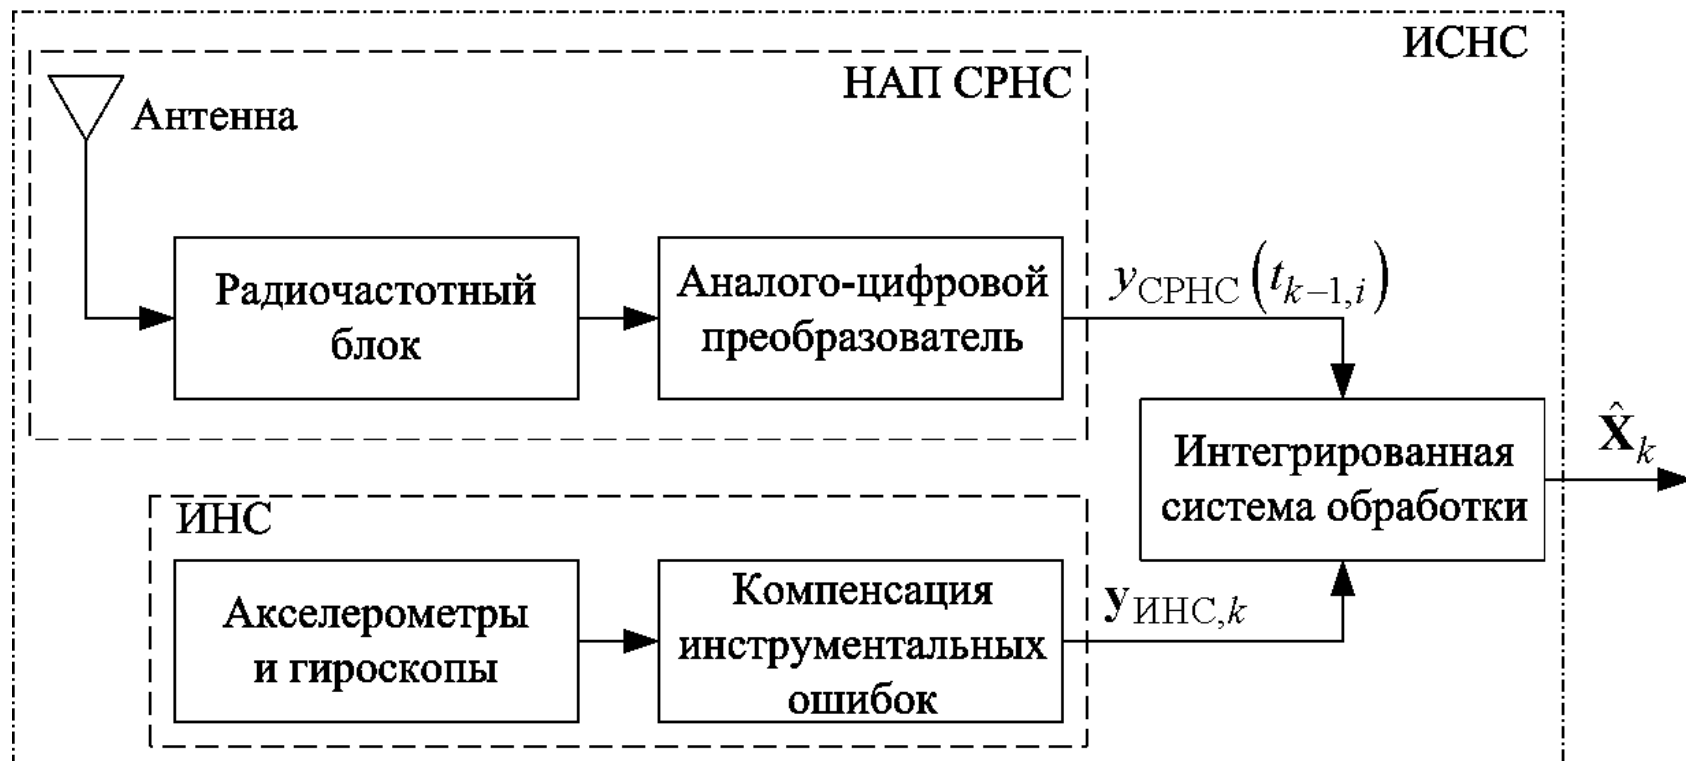 ИСНС
НАП СРНС
Антенна
Радиочастотный
блок
Аналого-цифровой
преобразователь
y_СРНС (t_{k−1,i})
Интегрированная
система обработки
X̂_k
ИНС
Акселерометры
и гироскопы
Компенсация
инструментальных
ошибок
y_ИНС,k